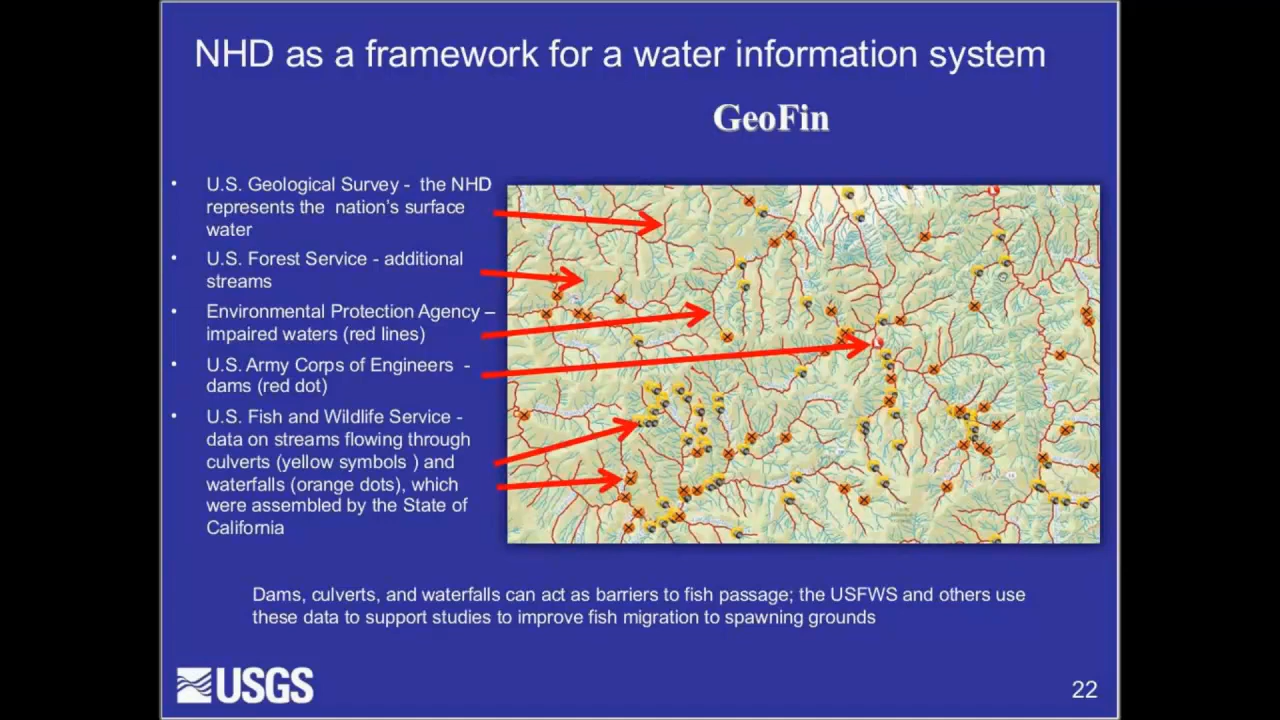 NHD as a framework for a water information system
GeoFin
• U.S. Geological Survey - the NHD
represents the nation's surface
water
• U.S. Forest Service - additional
streams
• Environmental Protection Agency –
impaired waters (red lines)
• U.S. Army Corps of Engineers -
dams (red dot)
• U.S. Fish and Wildlife Service -
data on streams flowing through
culverts (yellow symbols ) and
waterfalls (orange dots), which
were assembled by the State of
California
Dams, culverts, and waterfalls can act as barriers to fish passage; the USFWS and others use
these data to support studies to improve fish migration to spawning grounds
USGS
22